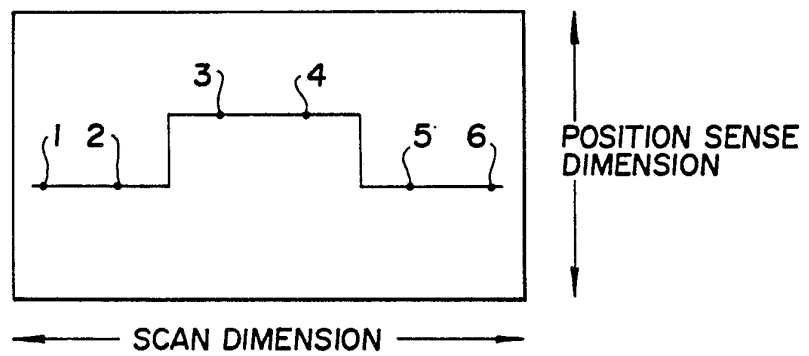 3 4
1 2 5 6
POSITION SENSE
DIMENSION
SCAN DIMENSION